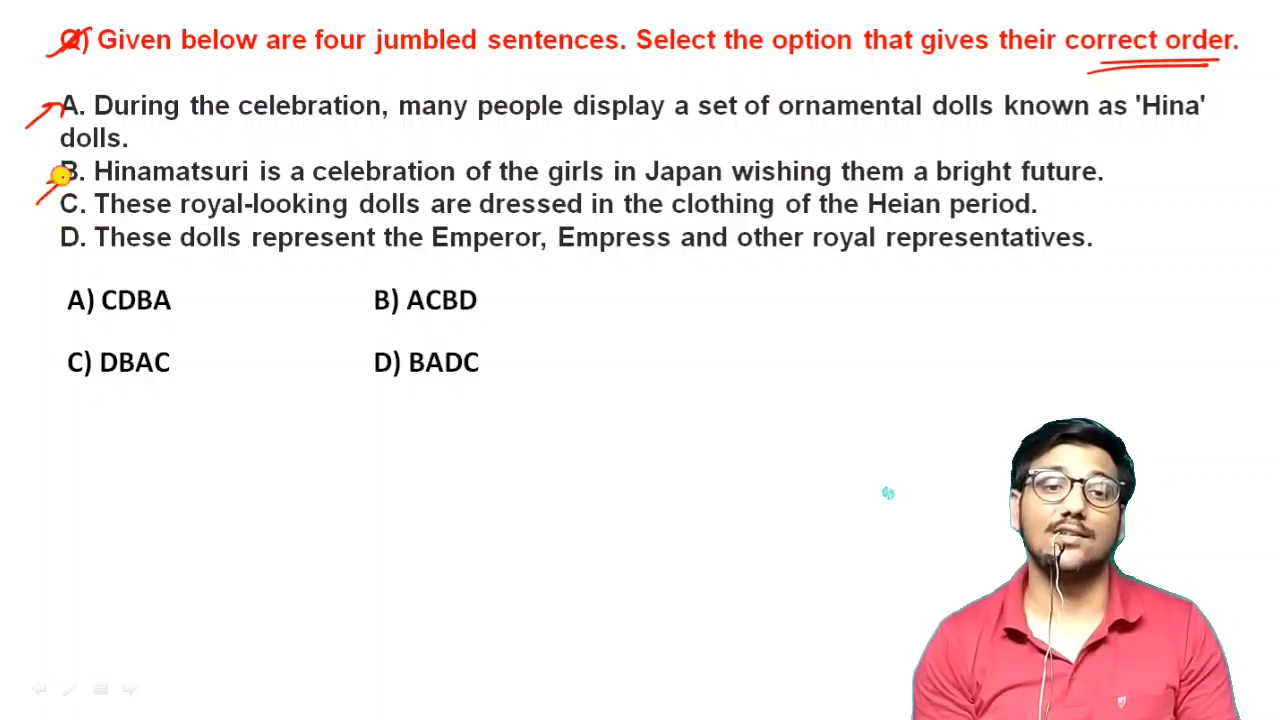 Q) Given below are four jumbled sentences. Select the option that gives their correct order.
A. During the celebration, many people display a set of ornamental dolls known as 'Hina'
dolls.
B. Hinamatsuri is a celebration of the girls in Japan wishing them a bright future.
C. These royal-looking dolls are dressed in the clothing of the Heian period.
D. These dolls represent the Emperor, Empress and other royal representatives.
A) CDBA
B) ACBD
C) DBAC
D) BADC